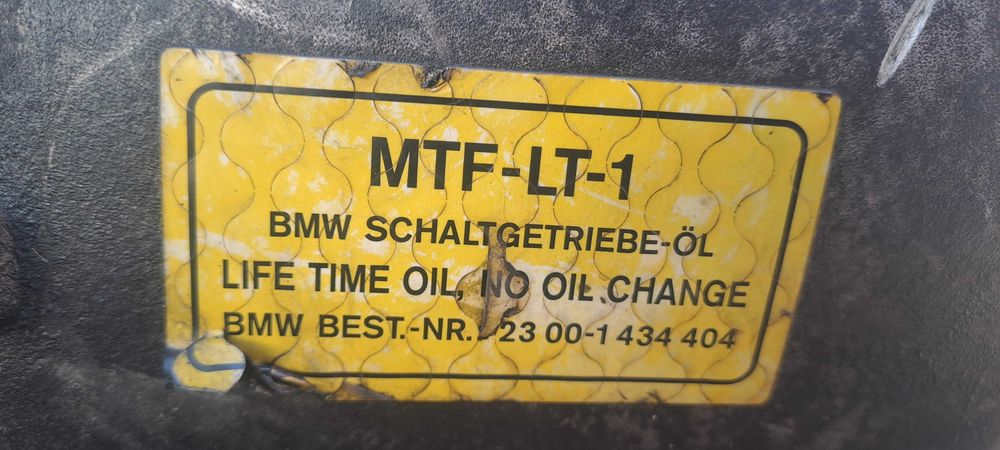 MTF-LT-1
BMW SCHALTGETRIEBE-ÖL
LIFE TIME OIL, NO OIL CHANGE
BMW BEST.-NR. 23 00-1 434 404